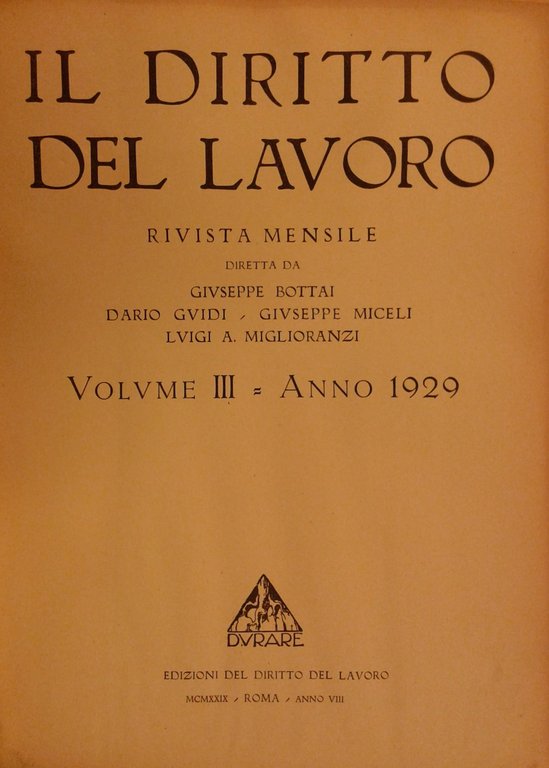 IL DIRITTO
DEL LAVORO
RIVISTA MENSILE
DIRETTA DA
GIVSEPPE BOTTAI
DARIO GVIDI - GIVSEPPE MICELI
LVIGI A. MIGLIORANZI
VOLVME III = ANNO 1929
DVRARE
EDIZIONI DEL DIRITTO DEL LAVORO
MCMXXIX - ROMA - ANNO VIII